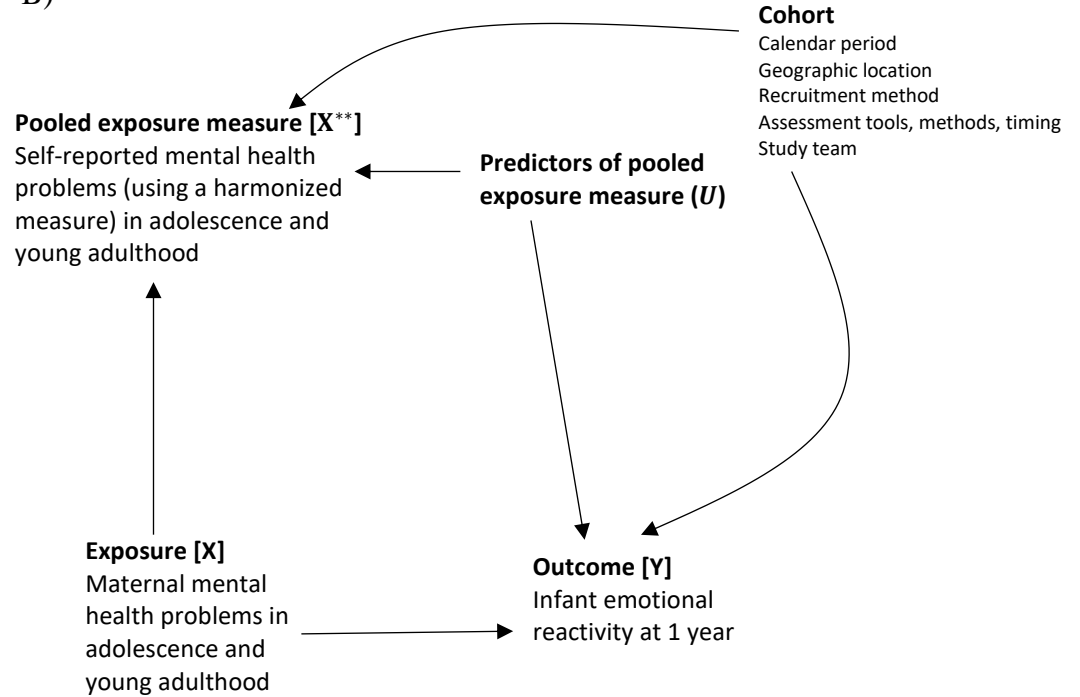 B)
Cohort
Calendar period
Geographic location
Recruitment method
Assessment tools, methods, timing
Study team
Pooled exposure measure [X**]
Self-reported mental health
problems (using a harmonized
measure) in adolescence and
young adulthood
Predictors of pooled
exposure measure (U)
Exposure [X]
Maternal mental
health problems in
adolescence and
young adulthood
Outcome [Y]
Infant emotional
reactivity at 1 year